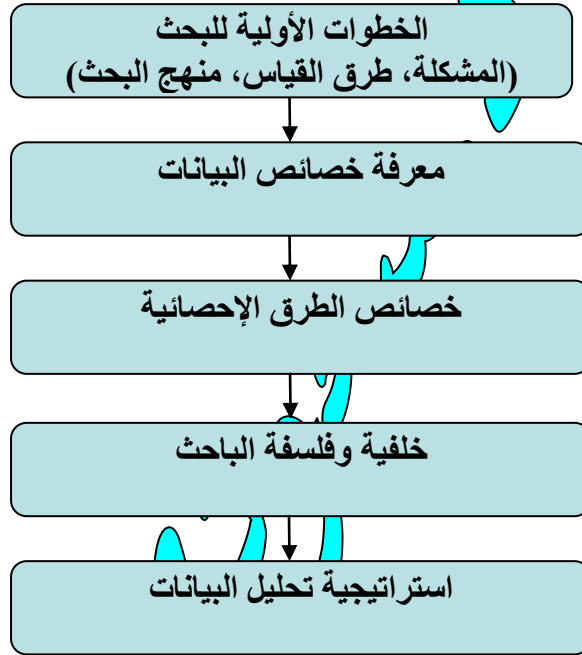 الخطوات الأولية للبحث
(المشكلة، طرق القياس، منهج البحث)
معرفة خصائص البيانات
خصائص الطرق الإحصائية
خلفية وفلسفة الباحث
استراتيجية تحليل البيانات